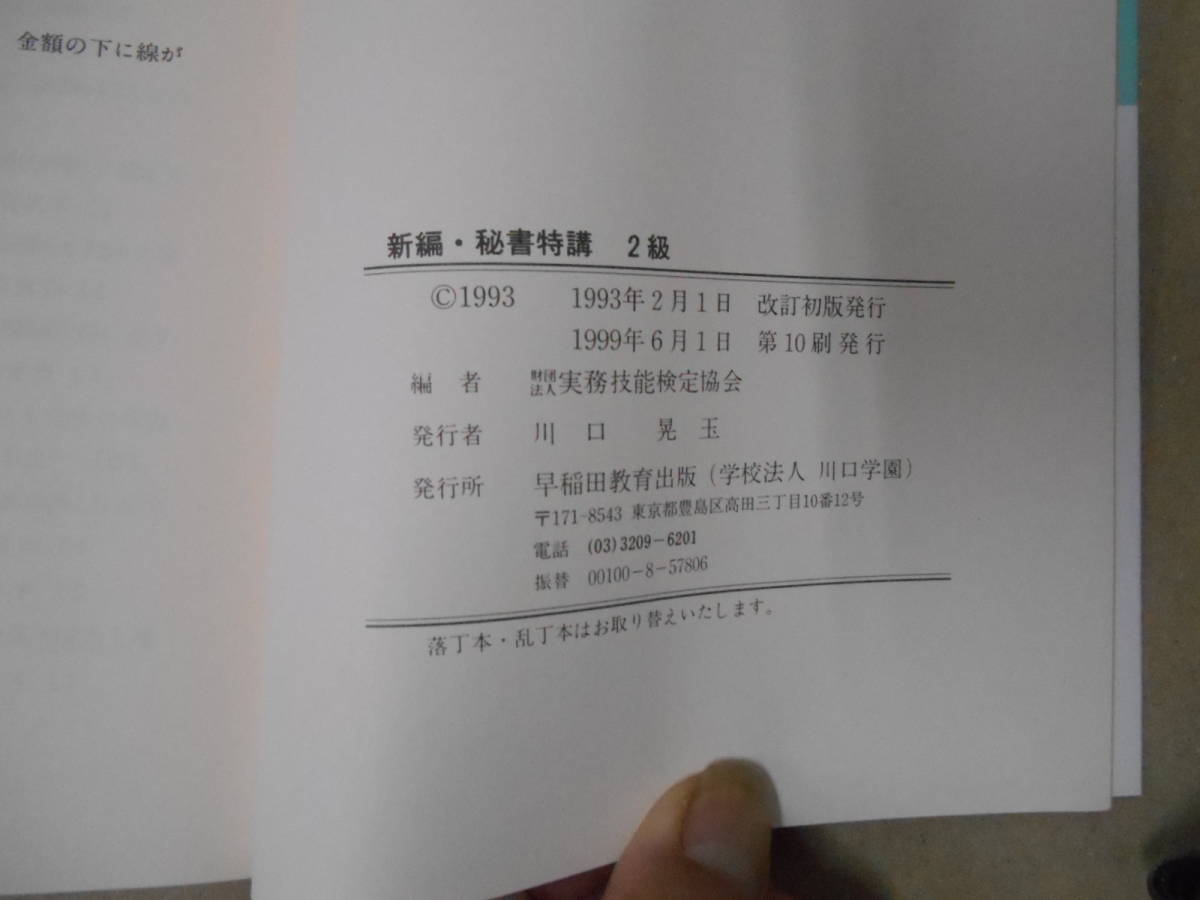 金額の下に線が
新編・秘書特講 2級
©1993 1993年2月1日 改訂初版発行
1999年6月1日 第10刷発行
編者 財団法人実務技能検定協会
発行者 川口 晃玉
発行所 早稲田教育出版（学校法人 川口学園）
〒171-8543 東京都豊島区高田三丁目10番12号
電話 (03)3209-6201
振替 00100-8-57806
落丁本・乱丁本はお取り替えいたします。